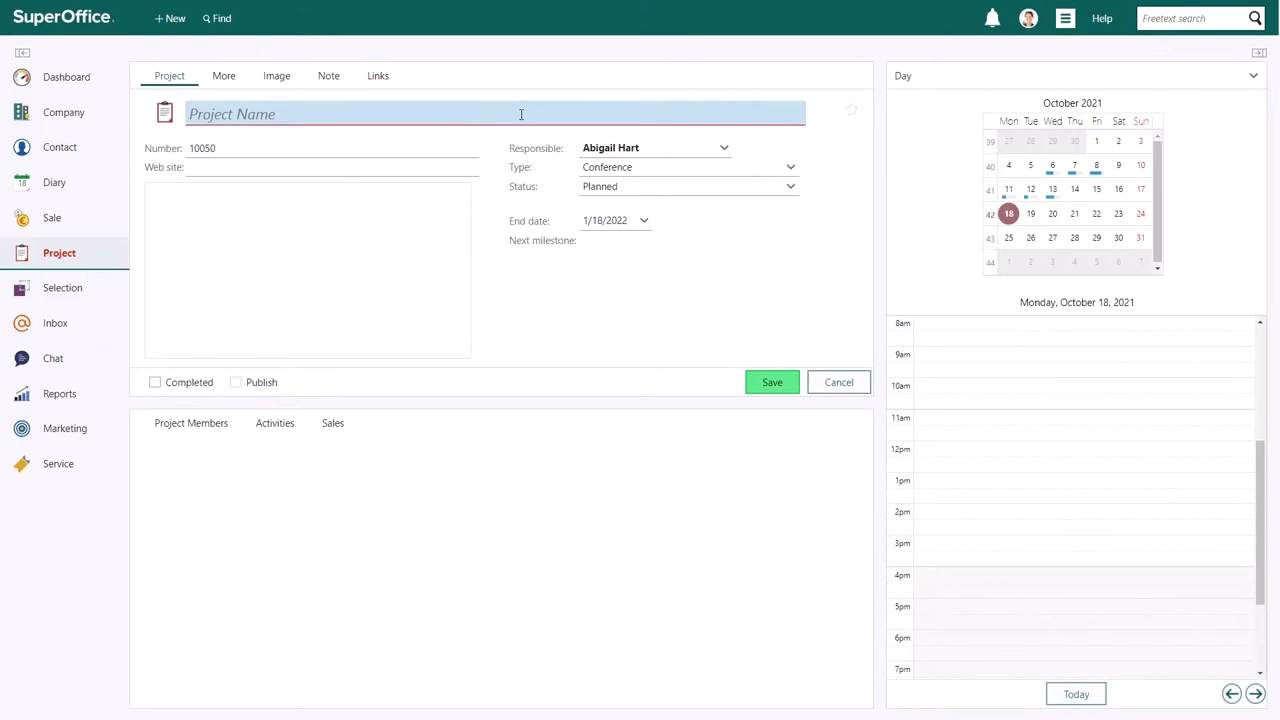 SuperOffice.
+ New
Find
Help
Freetext search
Dashboard
Company
Contact
18
Diary
Sale
Project
Selection
Inbox
Chat
Reports
Marketing
Service
Project More Image Note Links
Project Name
Number: 10050
Web site:
Responsible: Abigail Hart
Type: Conference
Status: Planned
End date: 1/18/2022
Next milestone:
Completed
Publish
Save
Cancel
Project Members Activities Sales
Day
October 2021
Mon Tue Wed Thu Fri Sat Sun
39 27 28 29 30 1 2 3
40 4 5 6 7 8 9 10
41 11 12 13 14 15 16 17
42 18 19 20 21 22 23 24
43 25 26 27 28 29 30 31
44 1 2 3 4 5 6 7
Monday, October 18, 2021
8am
9am
10am
11am
12pm
1pm
2pm
3pm
4pm
5pm
6pm
7pm
Today